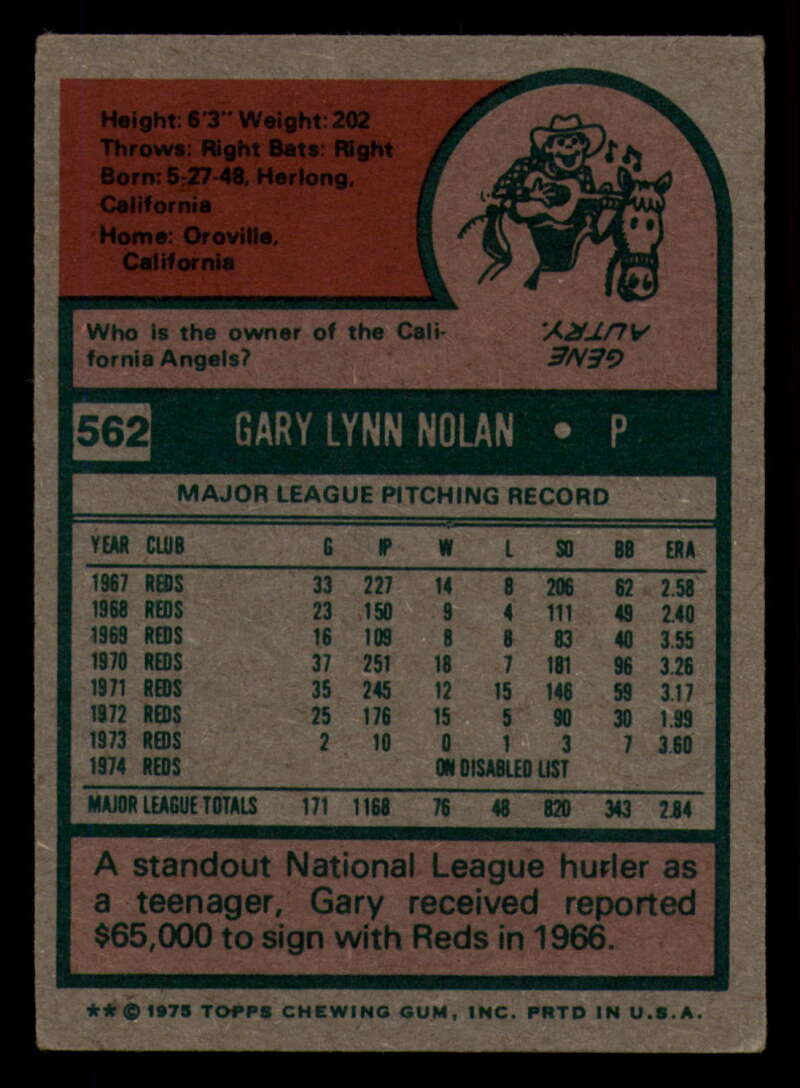 Height: 6'3" Weight: 202
Throws: Right Bats: Right
Born: 5-27-48, Herlong,
California
Home: Oroville,
California
Who is the owner of the Cali-
fornia Angels?
GENE
AUTRY.
562 GARY LYNN NOLAN • P
MAJOR LEAGUE PITCHING RECORD
YEAR CLUB G IP W L SO BB ERA
1967 REDS 33 227 14 8 206 62 2.58
1968 REDS 23 150 9 4 111 49 2.40
1969 REDS 16 109 8 8 83 40 3.55
1970 REDS 37 251 18 7 181 96 3.26
1971 REDS 35 245 12 15 146 59 3.17
1972 REDS 25 176 15 5 90 30 1.99
1973 REDS 2 10 0 1 3 7 3.60
1974 REDS ON DISABLED LIST
MAJOR LEAGUE TOTALS 171 1168 76 48 820 343 2.84
A standout National League hurler as
a teenager, Gary received reported
$65,000 to sign with Reds in 1966.
** © 1975 TOPPS CHEWING GUM, INC. PRTD IN U.S.A.